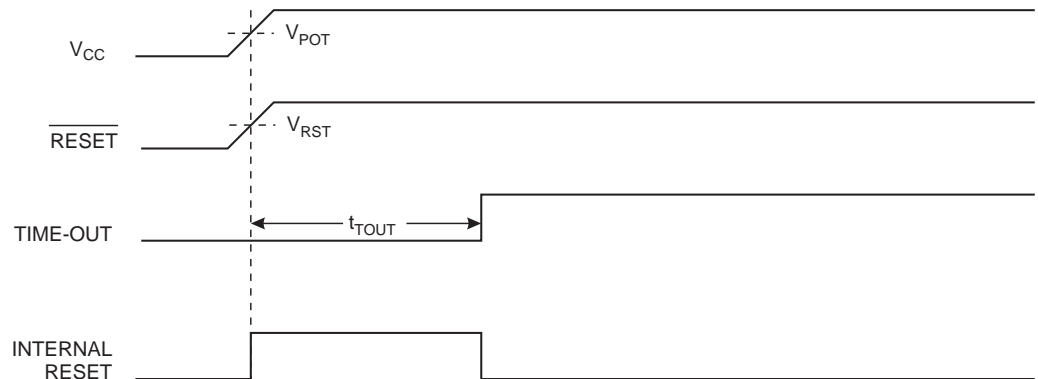 V_CC
V_POT
RESET
V_RST
TIME-OUT
t_TOUT
INTERNAL
RESET